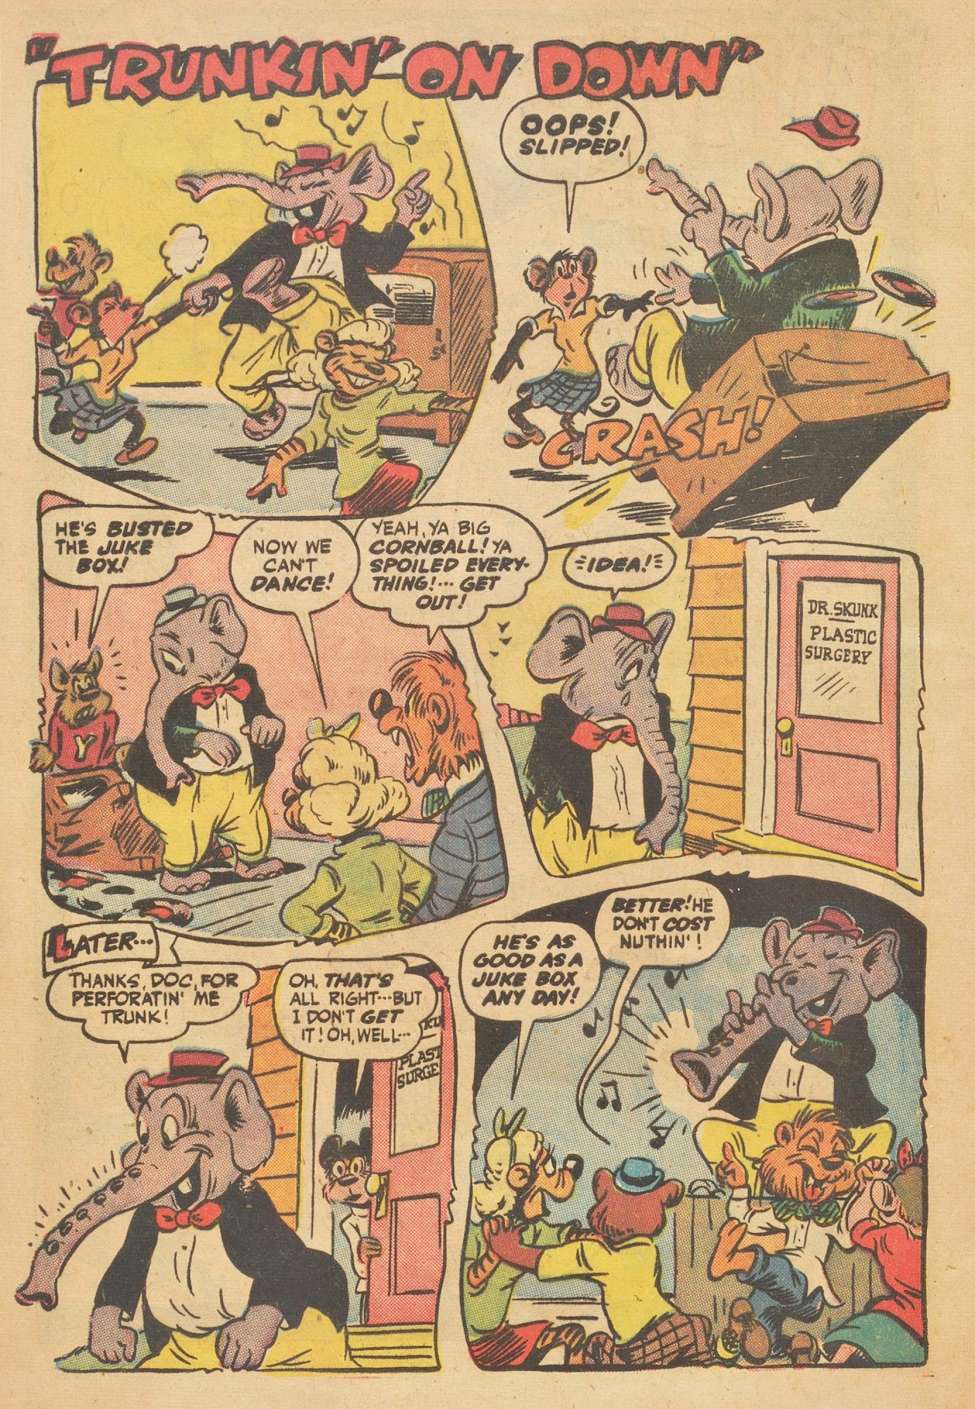 "TRUNKIN' ON DOWN"
OOPS!
SLIPPED!
CRASH!
HE'S BUSTED
THE JUKE
BOX!
Y
NOW WE
CAN'T
DANCE!
YEAH, YA BIG
CORNBALL! YA
SPOILED EVERY-
THING!... GET
OUT!
IDEA!
DR. SKUNK
PLASTIC
SURGERY
LATER...
THANKS, DOC, FOR
PERFORATIN' ME
TRUNK!
OH, THAT'S
ALL RIGHT...BUT
I DON'T GET
IT! OH, WELL...
KU
PLAST
SURGE
HE'S AS
GOOD AS A
JUKE BOX
ANY DAY!
BETTER! HE
DON'T COST
NUTHIN'!